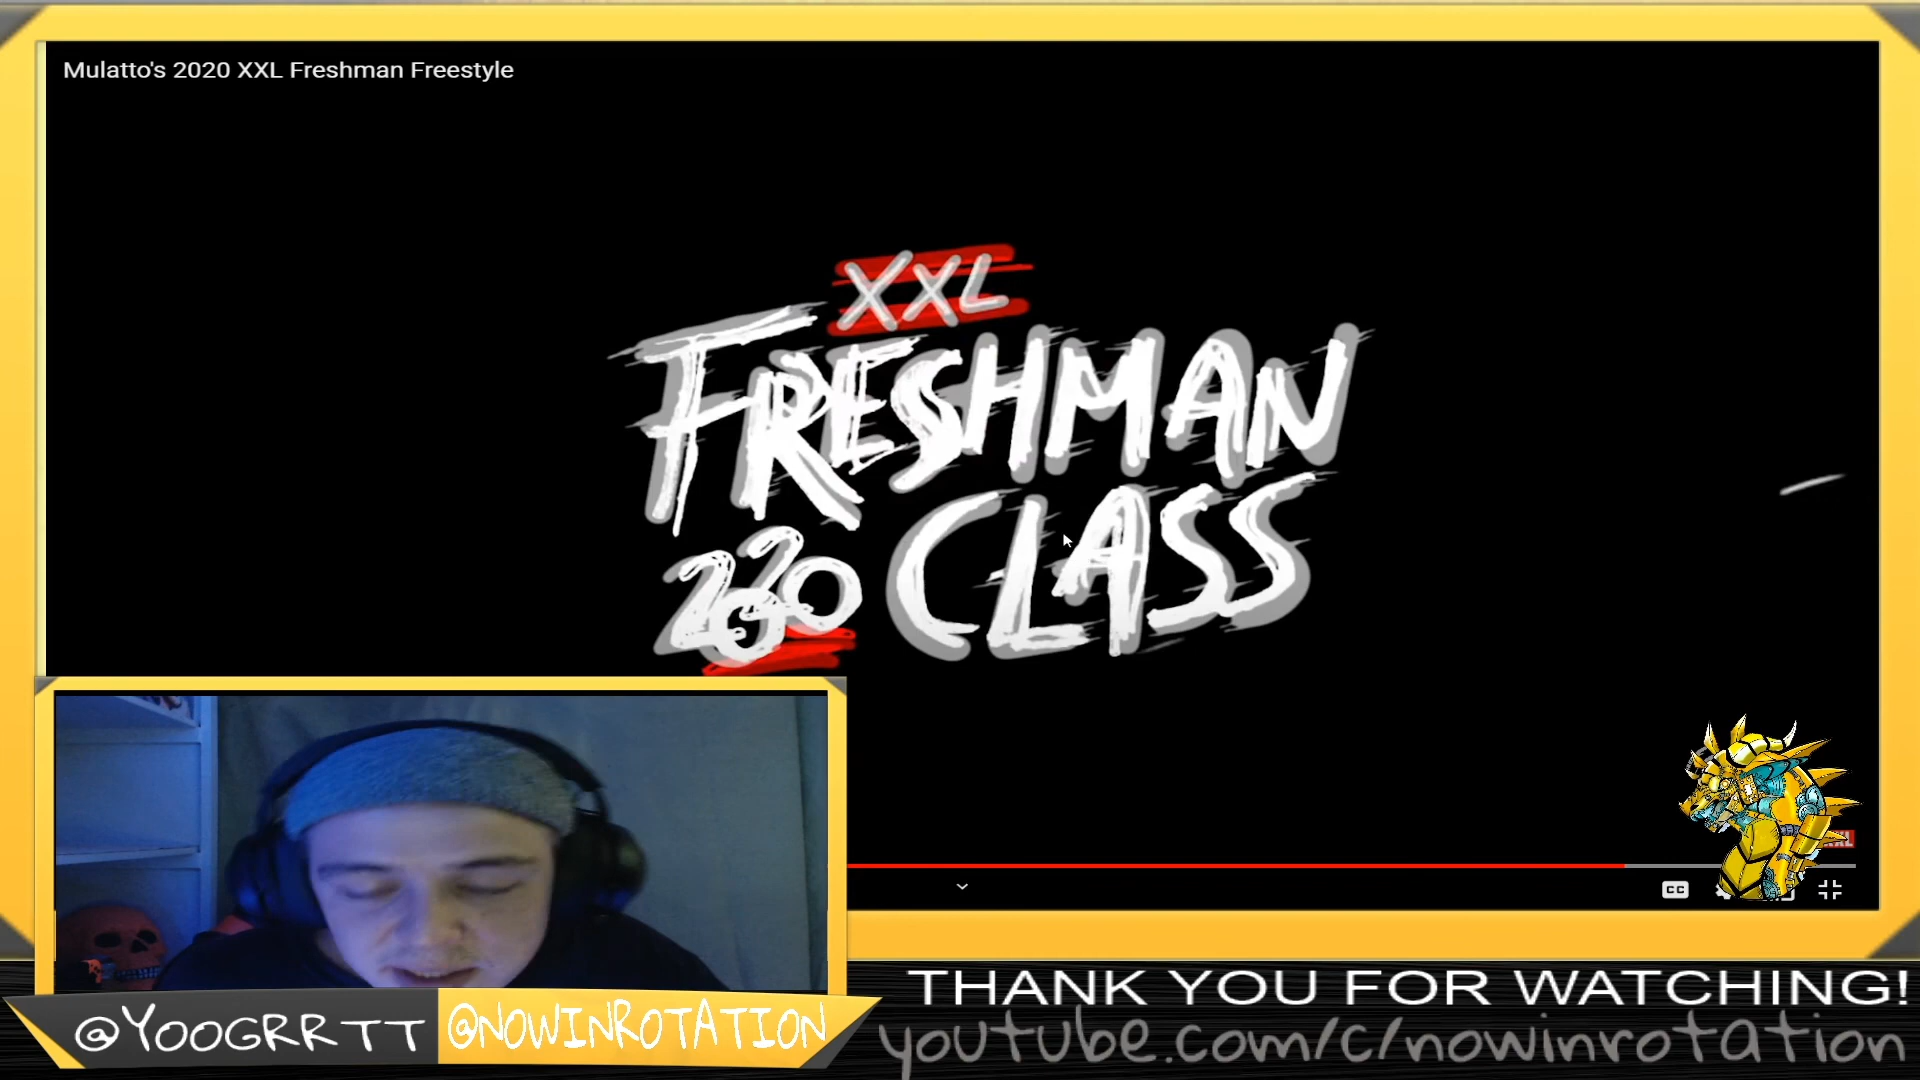 Mulatto's 2020 XXL Freshman Freestyle
XXL
FRESHMAN
2020 CLASS
CC
@YOOGRRTT @NOWINROTATION
THANK YOU FOR WATCHING!
youtube.com/c/nowinrotation